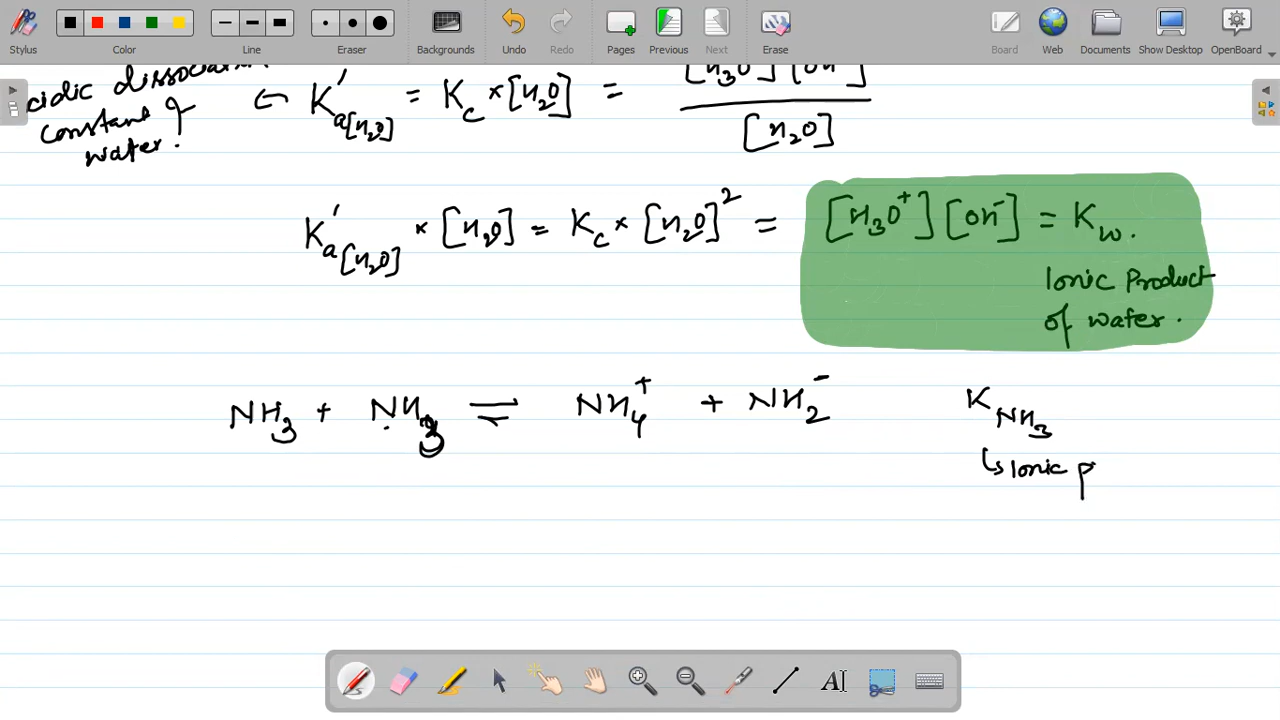 Stylus Color Line Eraser Backgrounds Undo Redo Pages Previous Next Erase Board Web Documents Show Desktop OpenBoard
cidic dissociation
constant of
water.
← K'a[H2O] = Kc × [H2O] = [H3O+][OH-] / [H2O]
K'a[H2O] × [H2O] = Kc × [H2O]² = [H3O+][OH-] = Kw.
Ionic Product
of water.
NH3 + NH3 ⇌ NH4+ + NH2- KNH3
↳ Ionic p